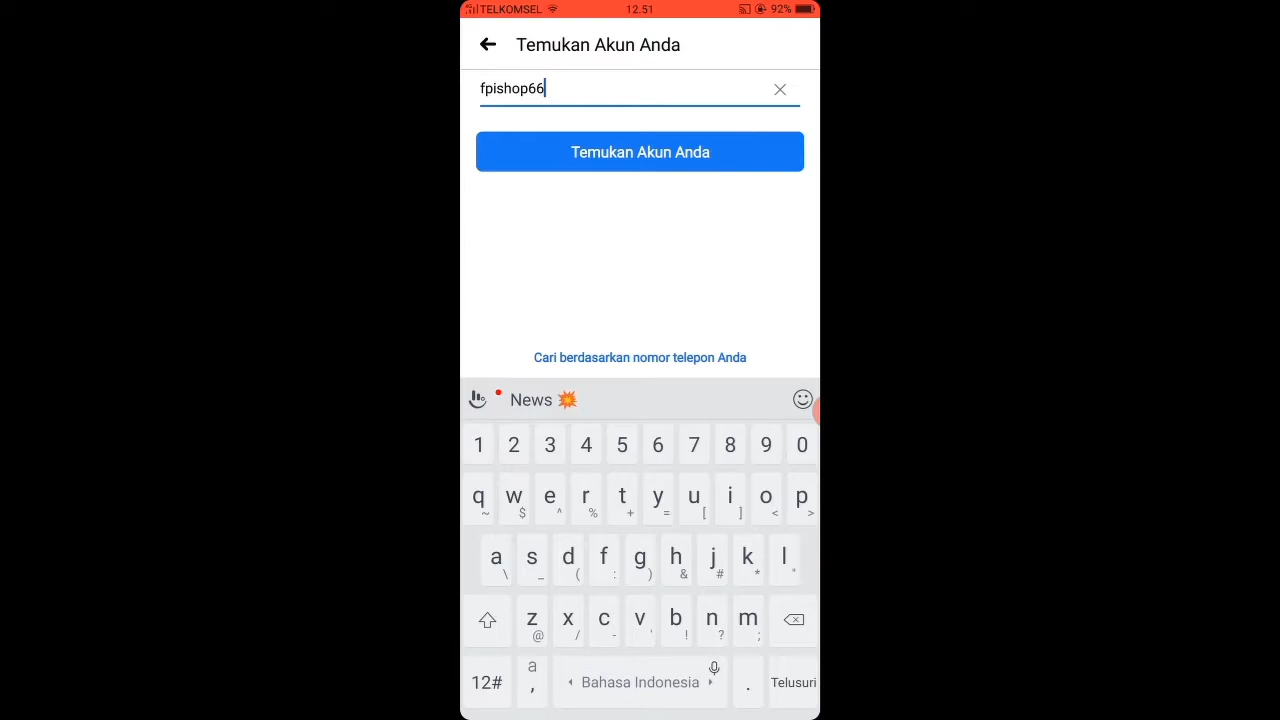 TELKOMSEL 12.51 92%
Temukan Akun Anda
fpishop66
Temukan Akun Anda
Cari berdasarkan nomor telepon Anda
News 💥
1 2 3 4 5 6 7 8 9 0
q w e r t y u i o p
~ $ ^ % + = [ ] < >
a s d f g h j k l
\ _ ( : ) & # * "
z x c v b n m
@ / - ' ! ? ;
12# a , Bahasa Indonesia . Telusuri